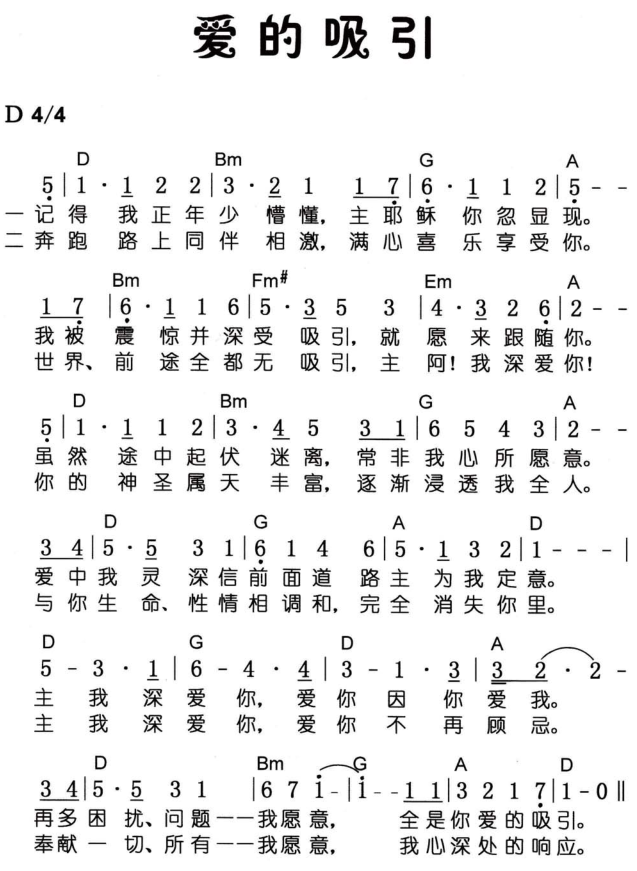 爱的吸引
D 4/4
D Bm G A
5|1·1 2 2|3·2 1 1 7|6·1 1 2|5--
一记得 我正年少 懵懂，主耶稣 你忽显现。
二奔跑 路上同伴 相激，满心喜 乐享受你。
Bm Fm# Em A
1 7|6·1 1 6|5·3 5 3|4·3 2 6|2--
我被 震 惊并深受 吸引，就 愿 来跟随你。
世界、前 途全都无 吸引，主 阿！我深爱你！
D Bm G A
5|1·1 1 2|3·4 5 3 1|6 5 4 3|2--
虽然 途中起伏 迷离，常非我心所愿意。
你的 神圣属天 丰富，逐渐浸透我全人。
D G A D
3 4|5·5 3 1|6 1 4 6|5·1 3 2|1---|
爱中我 灵 深信前面道 路主 为我定意。
与你生 命、性情相调和，完全 消失你里。
D G D A
5-3·1|6-4·4|3-1·3|3 2·2-
主 我 深爱你，爱你 因 你爱我。
主 我 深爱你，爱你 不 再顾忌。
D Bm G A D
3 4|5·5 3 1|6 7 1-|1--1 1|3 2 1 7|1-0‖
再多困 扰、问题——我愿意， 全是你爱的吸引。
奉献一 切、所有——我愿意， 我心深处的响应。